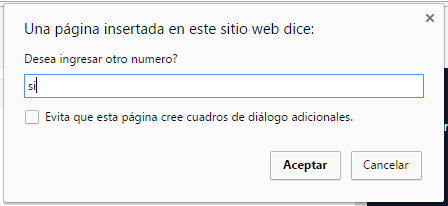 Una página insertada en este sitio web dice:
Desea ingresar otro numero?
si
Evita que esta página cree cuadros de diálogo adicionales.
Aceptar
Cancelar